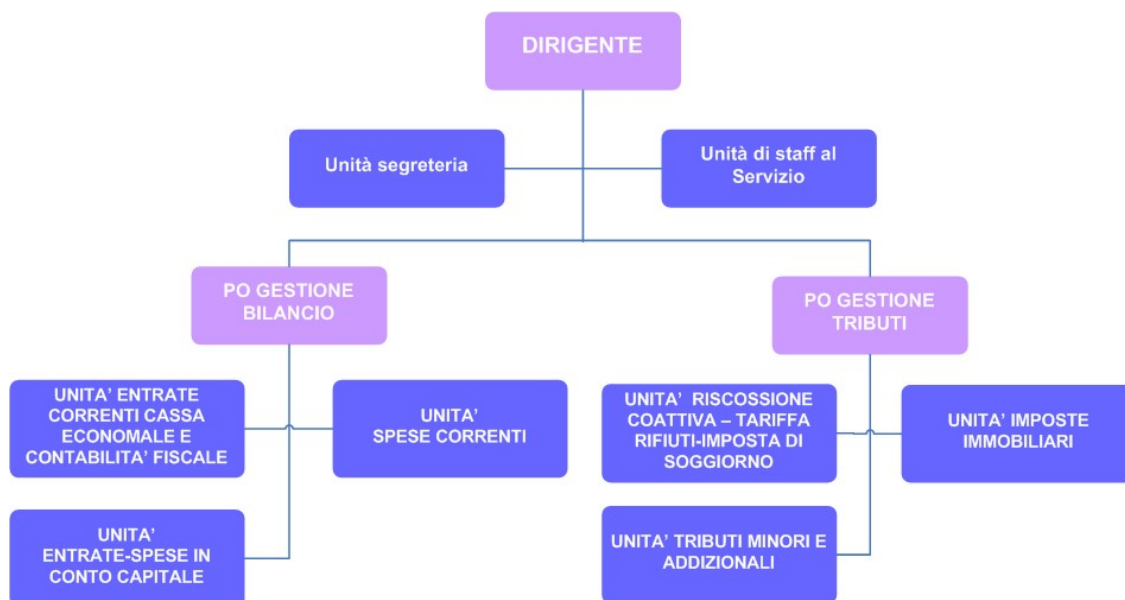 DIRIGENTE
Unità segreteria
Unità di staff al
Servizio
PO GESTIONE
BILANCIO
PO GESTIONE
TRIBUTI
UNITA’ ENTRATE
CORRENTI CASSA
ECONOMALE E
CONTABILITA’ FISCALE
UNITA’
SPESE CORRENTI
UNITA’ RISCOSSIONE
COATTIVA – TARIFFA
RIFIUTI-IMPOSTA DI
SOGGIORNO
UNITA’ IMPOSTE
IMMOBILIARI
UNITA’
ENTRATE-SPESE IN
CONTO CAPITALE
UNITA’ TRIBUTI MINORI E
ADDIZIONALI